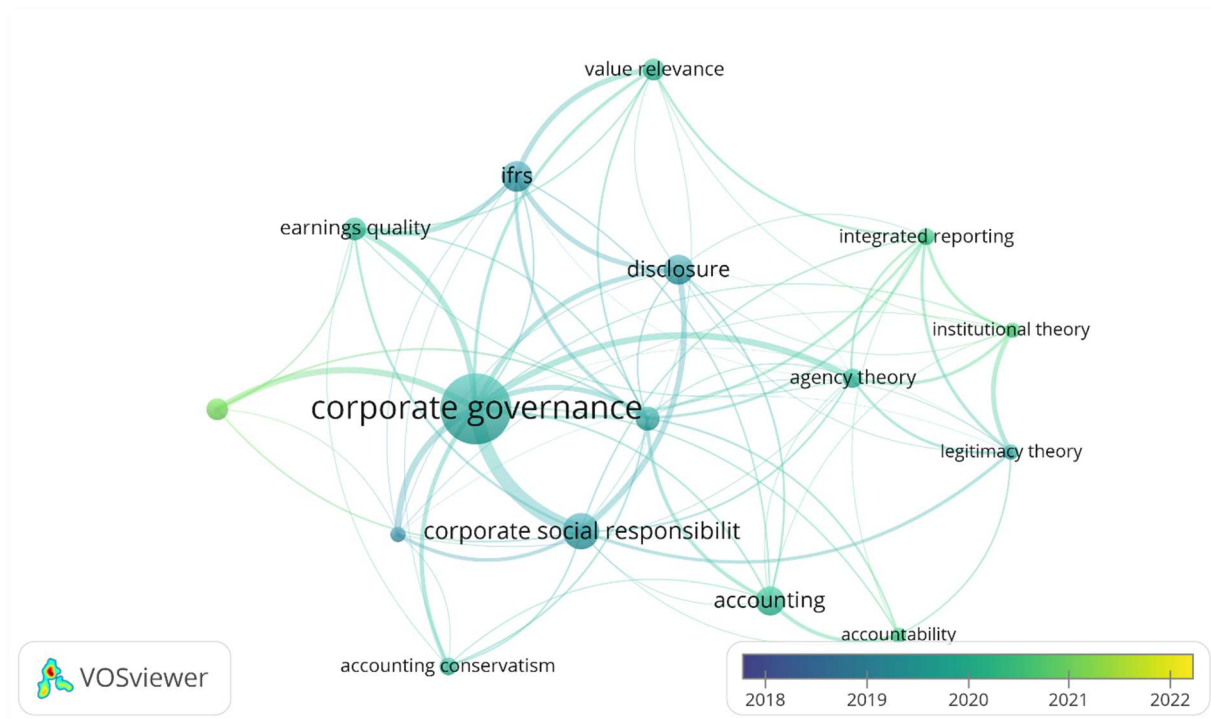 value relevance
ifrs
earnings quality
integrated reporting
disclosure
institutional theory
agency theory
corporate governance
legitimacy theory
corporate social responsibilit
accounting
accountability
accounting conservatism
VOSviewer
2018 2019 2020 2021 2022